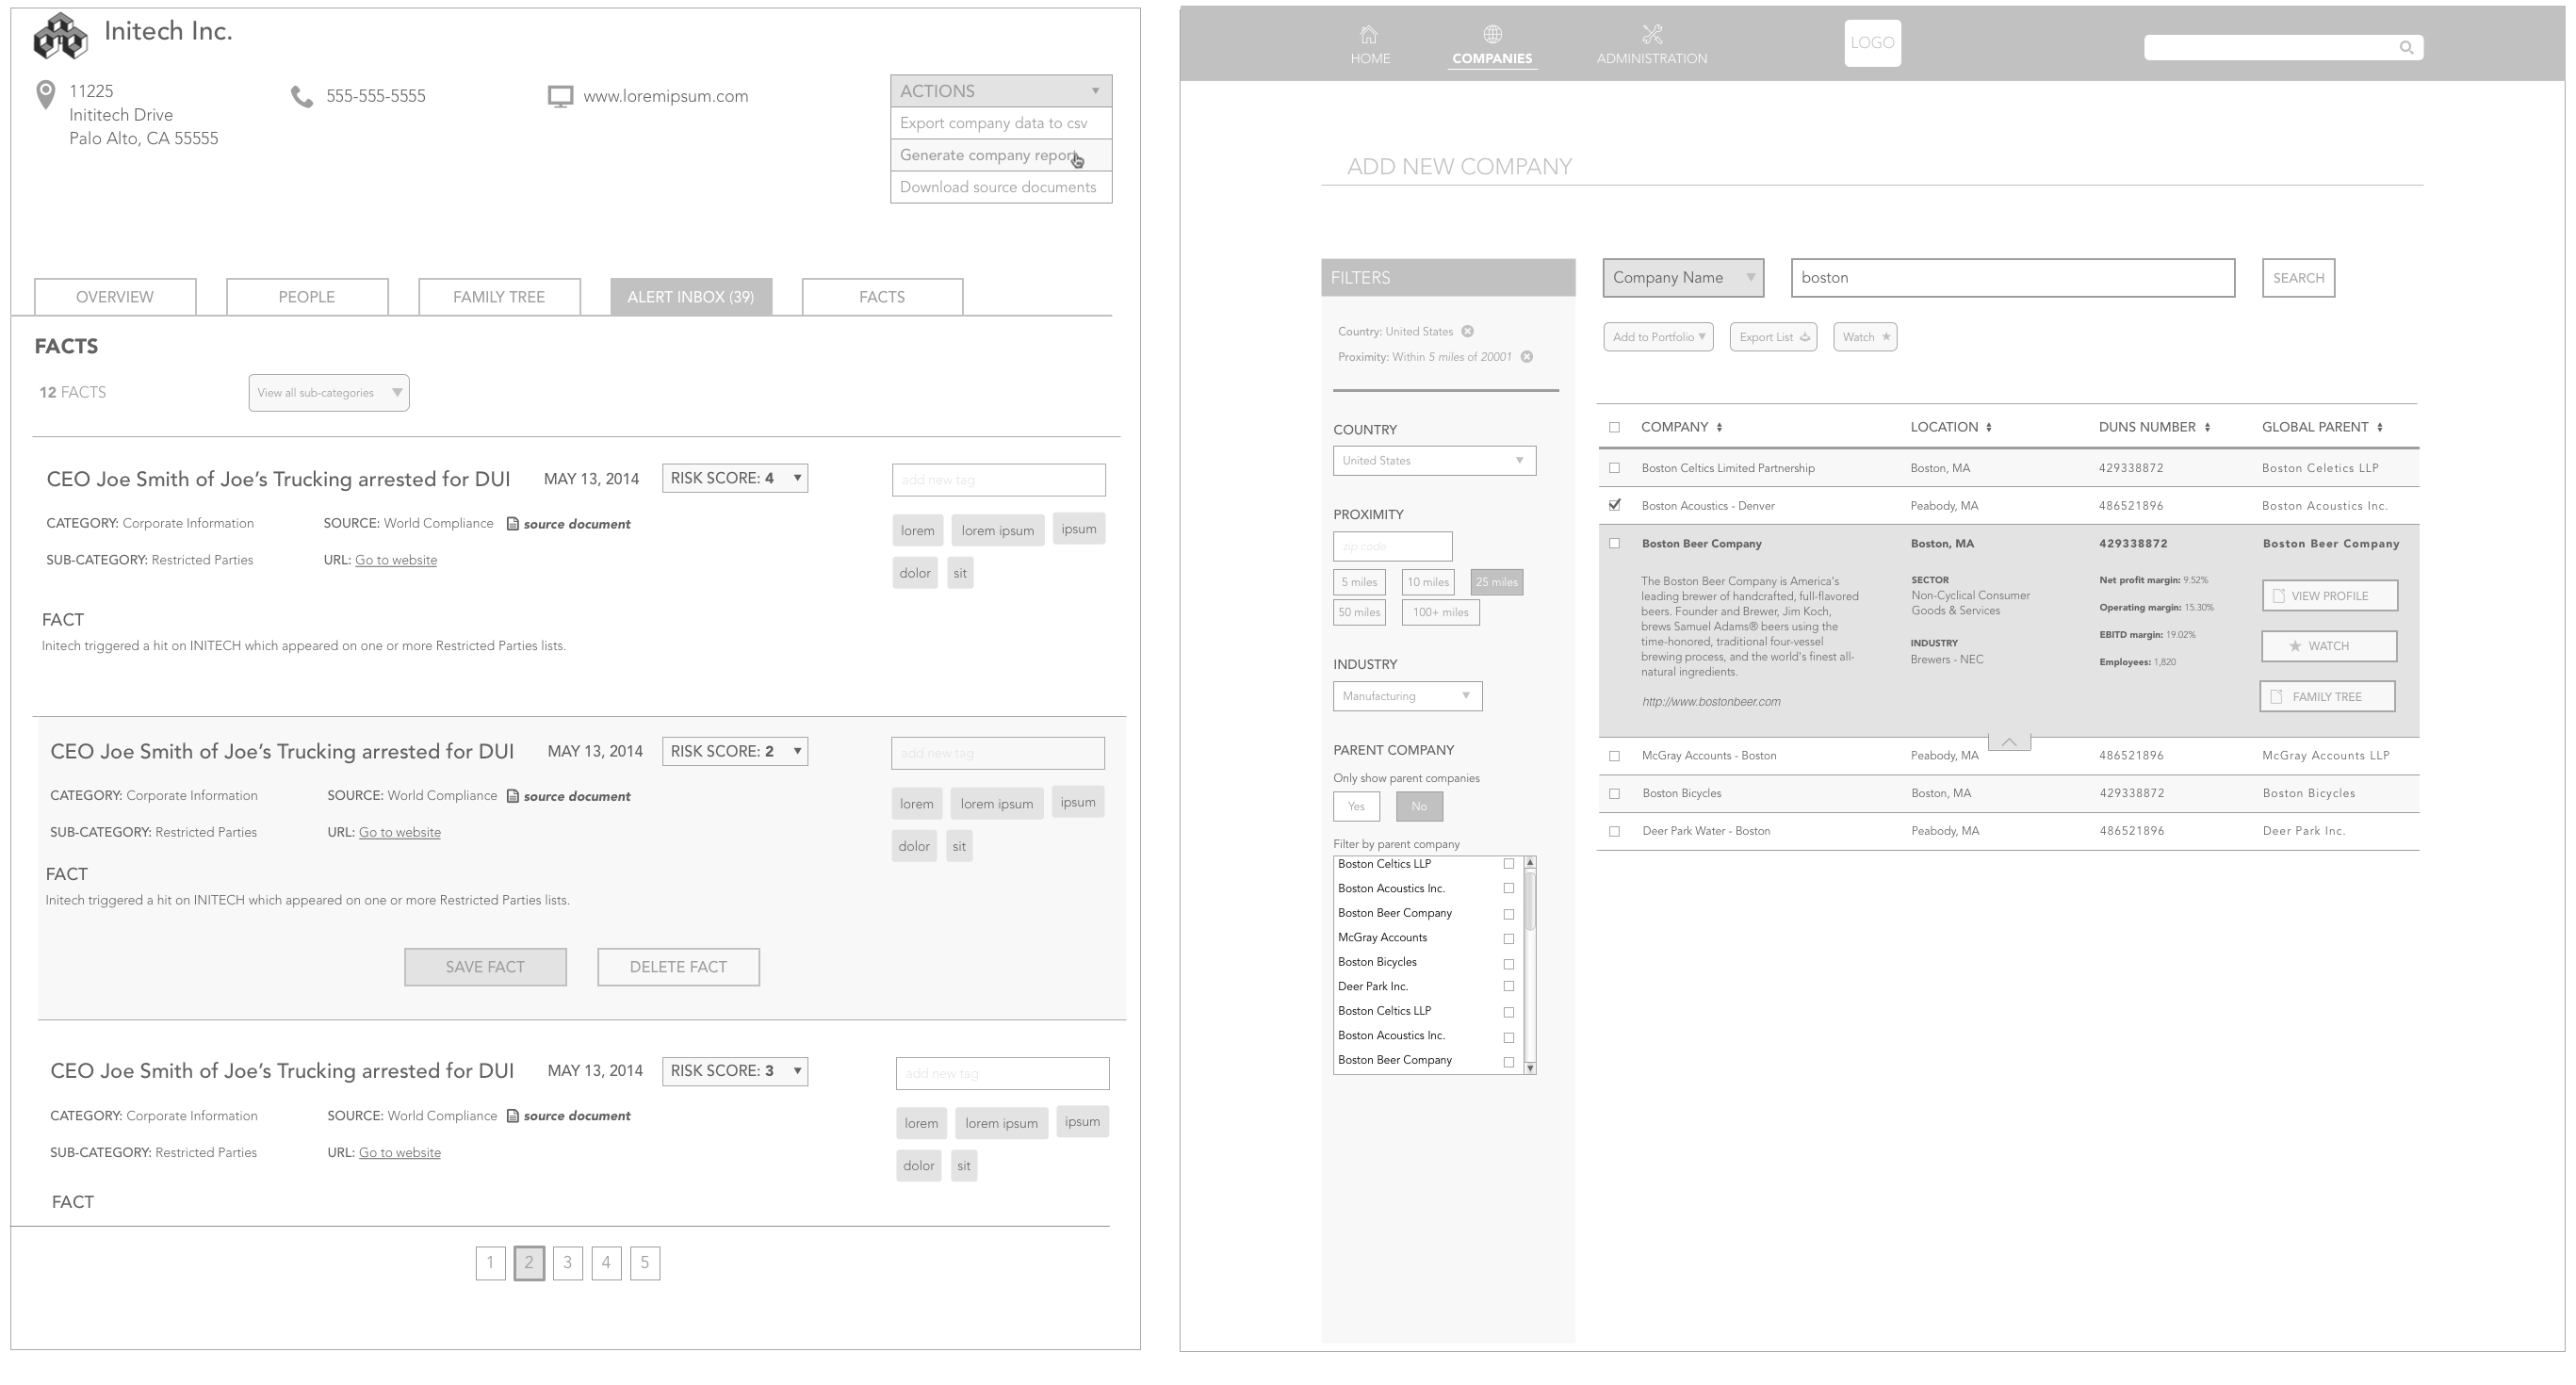 Initech Inc.
11225
Inititech Drive
Palo Alto, CA 55555
555-555-5555
www.loremipsum.com
ACTIONS
Export company data to csv
Generate company report
Download source documents
OVERVIEW
PEOPLE
FAMILY TREE
ALERT INBOX (39)
FACTS
FACTS
12 FACTS
View all sub-categories
CEO Joe Smith of Joe's Trucking arrested for DUI
MAY 13, 2014
RISK SCORE: 4
add new tag
CATEGORY: Corporate Information
SOURCE: World Compliance
source document
lorem
lorem ipsum
ipsum
SUB-CATEGORY: Restricted Parties
URL: Go to website
dolor
sit
FACT
Initech triggered a hit on INITECH which appeared on one or more Restricted Parties lists.
CEO Joe Smith of Joe's Trucking arrested for DUI
MAY 13, 2014
RISK SCORE: 2
add new tag
CATEGORY: Corporate Information
SOURCE: World Compliance
source document
lorem
lorem ipsum
ipsum
SUB-CATEGORY: Restricted Parties
URL: Go to website
dolor
sit
FACT
Initech triggered a hit on INITECH which appeared on one or more Restricted Parties lists.
SAVE FACT
DELETE FACT
CEO Joe Smith of Joe's Trucking arrested for DUI
MAY 13, 2014
RISK SCORE: 3
add new tag
CATEGORY: Corporate Information
SOURCE: World Compliance
source document
lorem
lorem ipsum
ipsum
SUB-CATEGORY: Restricted Parties
URL: Go to website
dolor
sit
FACT
1 2 3 4 5
HOME
COMPANIES
ADMINISTRATION
LOGO
ADD NEW COMPANY
FILTERS
Country: United States
Proximity: Within 5 miles of 20001
COUNTRY
United States
PROXIMITY
zip code
5 miles
10 miles
25 miles
50 miles
100+ miles
INDUSTRY
Manufacturing
PARENT COMPANY
Only show parent companies
Yes
No
Filter by parent company
Boston Celtics LLP
Boston Acoustics Inc.
Boston Beer Company
McGray Accounts
Boston Bicycles
Deer Park Inc.
Boston Celtics LLP
Boston Acoustics Inc.
Boston Beer Company
Company Name
boston
SEARCH
Add to Portfolio
Export List
Watch
COMPANY LOCATION DUNS NUMBER GLOBAL PARENT
Boston Celtics Limited Partnership Boston, MA 429338872 Boston Celetics LLP
Boston Acoustics - Denver Peabody, MA 486521896 Boston Acoustics Inc.
Boston Beer Company Boston, MA 429338872 Boston Beer Company
The Boston Beer Company is America's
leading brewer of handcrafted, full-flavored
beers. Founder and Brewer, Jim Koch,
brews Samuel Adams® beers using the
time-honored, traditional four-vessel
brewing process, and the world's finest all-
natural ingredients.
http://www.bostonbeer.com
SECTOR
Non-Cyclical Consumer
Goods & Services
INDUSTRY
Brewers - NEC
Net profit margin: 9.52%
Operating margin: 15.30%
EBITD margin: 19.02%
Employees: 1,820
VIEW PROFILE
WATCH
FAMILY TREE
McGray Accounts - Boston Peabody, MA 486521896 McGray Accounts LLP
Boston Bicycles Boston, MA 429338872 Boston Bicycles
Deer Park Water - Boston Peabody, MA 486521896 Deer Park Inc.